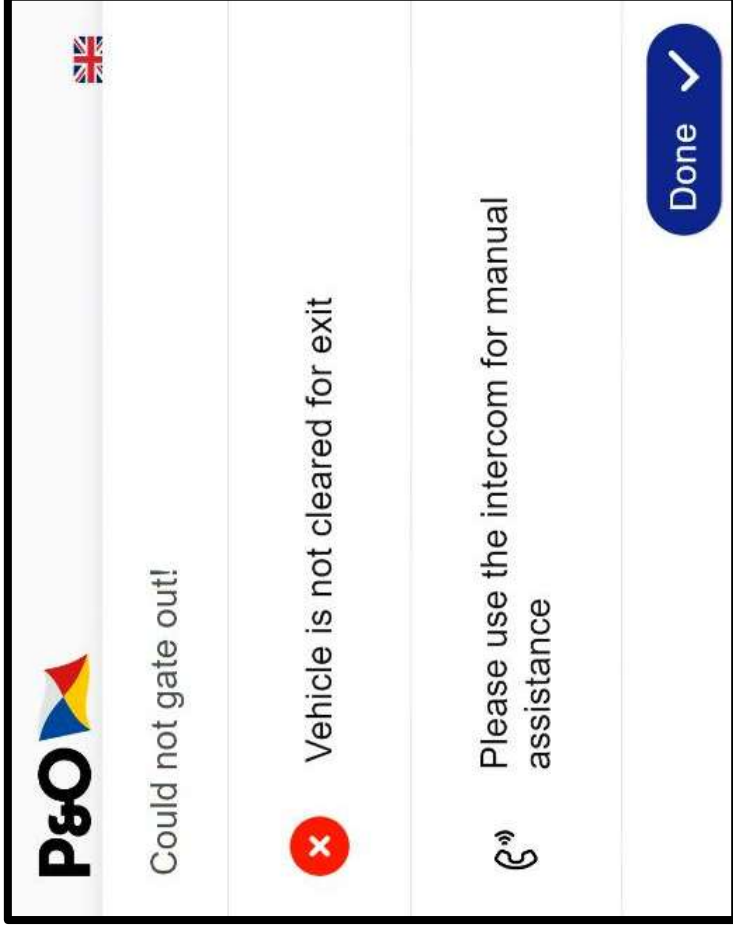 P&O
Could not gate out!
Vehicle is not cleared for exit
Please use the intercom for manual
assistance
Done